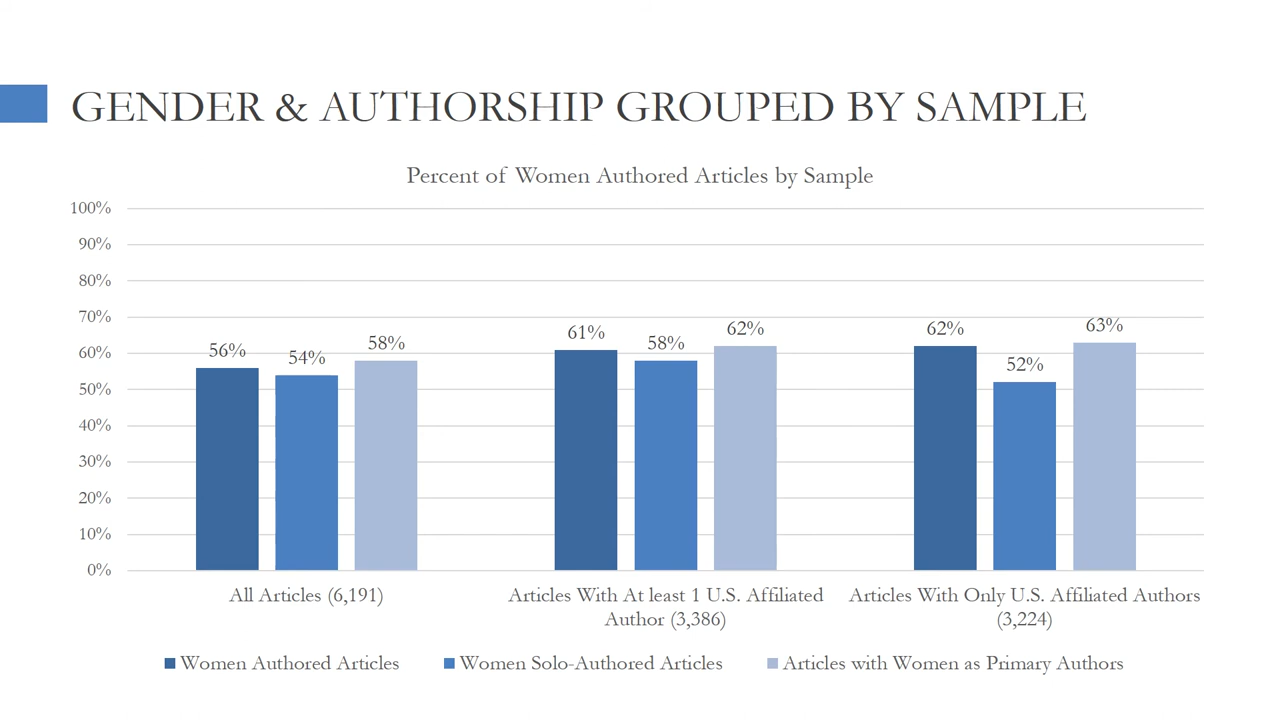 GENDER & AUTHORSHIP GROUPED BY SAMPLE
Percent of Women Authored Articles by Sample
100%
90%
80%
70%
60%
50%
40%
30%
20%
10%
0%
56%
54%
58%
61%
58%
62%
62%
52%
63%
All Articles (6,191)
Articles With At least 1 U.S. Affiliated
Author (3,386)
Articles With Only U.S. Affiliated Authors
(3,224)
Women Authored Articles
Women Solo-Authored Articles
Articles with Women as Primary Authors